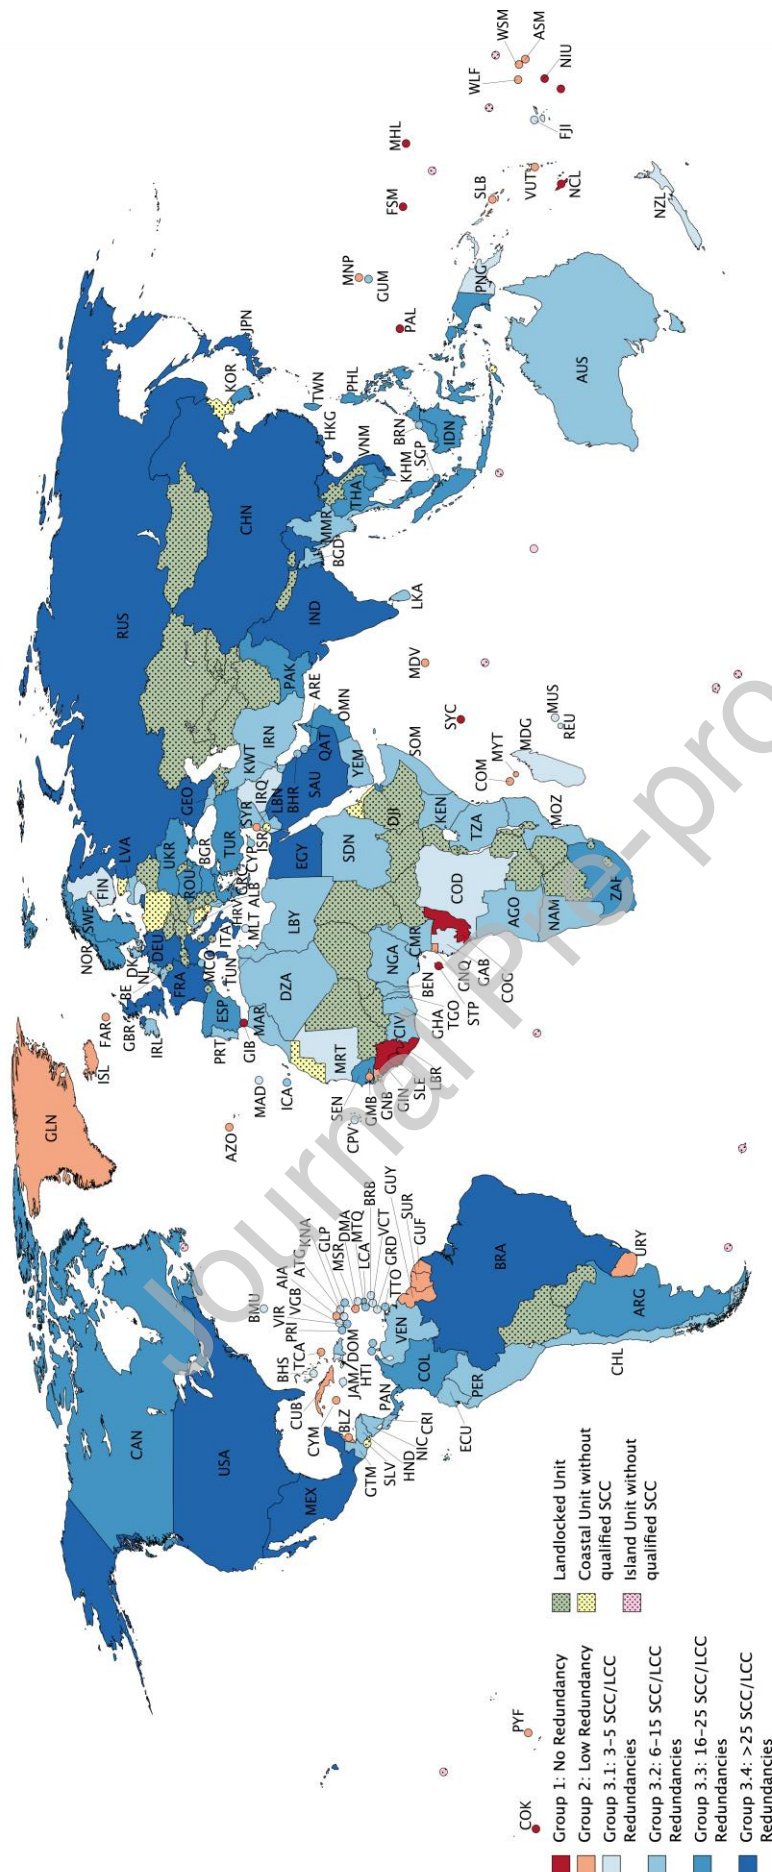 GLN
CAN
USA
MEX
RUS
CHN
JPN
KOR
TWN
HKG
PHL
VNM
KHM
THA
MMR
BGD
BRN
SGP
IDN
IND
LKA
PAK
ARE
OMN
IRN
KWT
QAT
BHR
SAU
YEM
IRQ
LBN
SYR
ISR
CYP
GEO
TUR
BGR
UKR
ROU
GRC
ALB
HRV
MLT
ITA
TUN
MCO
LVA
FIN
SWE
NOR
DK
DEU
NL
BE
FRA
GBR
IRL
FAR
ISL
ESP
PRT
GIB
MAR
MAD
ICA
AZO
DZA
LBY
EGY
SDN
DJI
SOM
KEN
TZA
MOZ
COD
AGO
NAM
ZAF
NGA
CMR
BEN
TGO
GHA
CIV
STP
GNQ
GAB
COG
MRT
SEN
GMB
GNB
GIN
SLE
LBR
CPV
COM
MYT
MDG
MUS
REU
SYC
MDV
MNP
GUM
PAL
FSM
MHL
PNG
SLB
VUT
NCL
FJI
WLF
WSM
ASM
NIU
NZL
AUS
BMU
BHS
TCA
PRI
VIR
VGB
AIA
ATG
KNA
GLP
MSR
DMA
MTQ
LCA
BRB
VCT
GRD
TTO
GUY
SUR
GUF
CUB
CYM
JAM
HTI
DOM
BLZ
GTM
SLV
HND
NIC
CRI
PAN
VEN
COL
ECU
PER
BRA
CHL
ARG
URY
PYF
COK
Group 1: No Redundancy
Group 2: Low Redundancy
Group 3.1: 3–5 SCC/LCC
Redundancies
Group 3.2: 6–15 SCC/LCC
Redundancies
Group 3.3: 16–25 SCC/LCC
Redundancies
Group 3.4: >25 SCC/LCC
Redundancies
Landlocked Unit
Coastal Unit without
qualified SCC
Island Unit without
qualified SCC
Journal Pre-pro